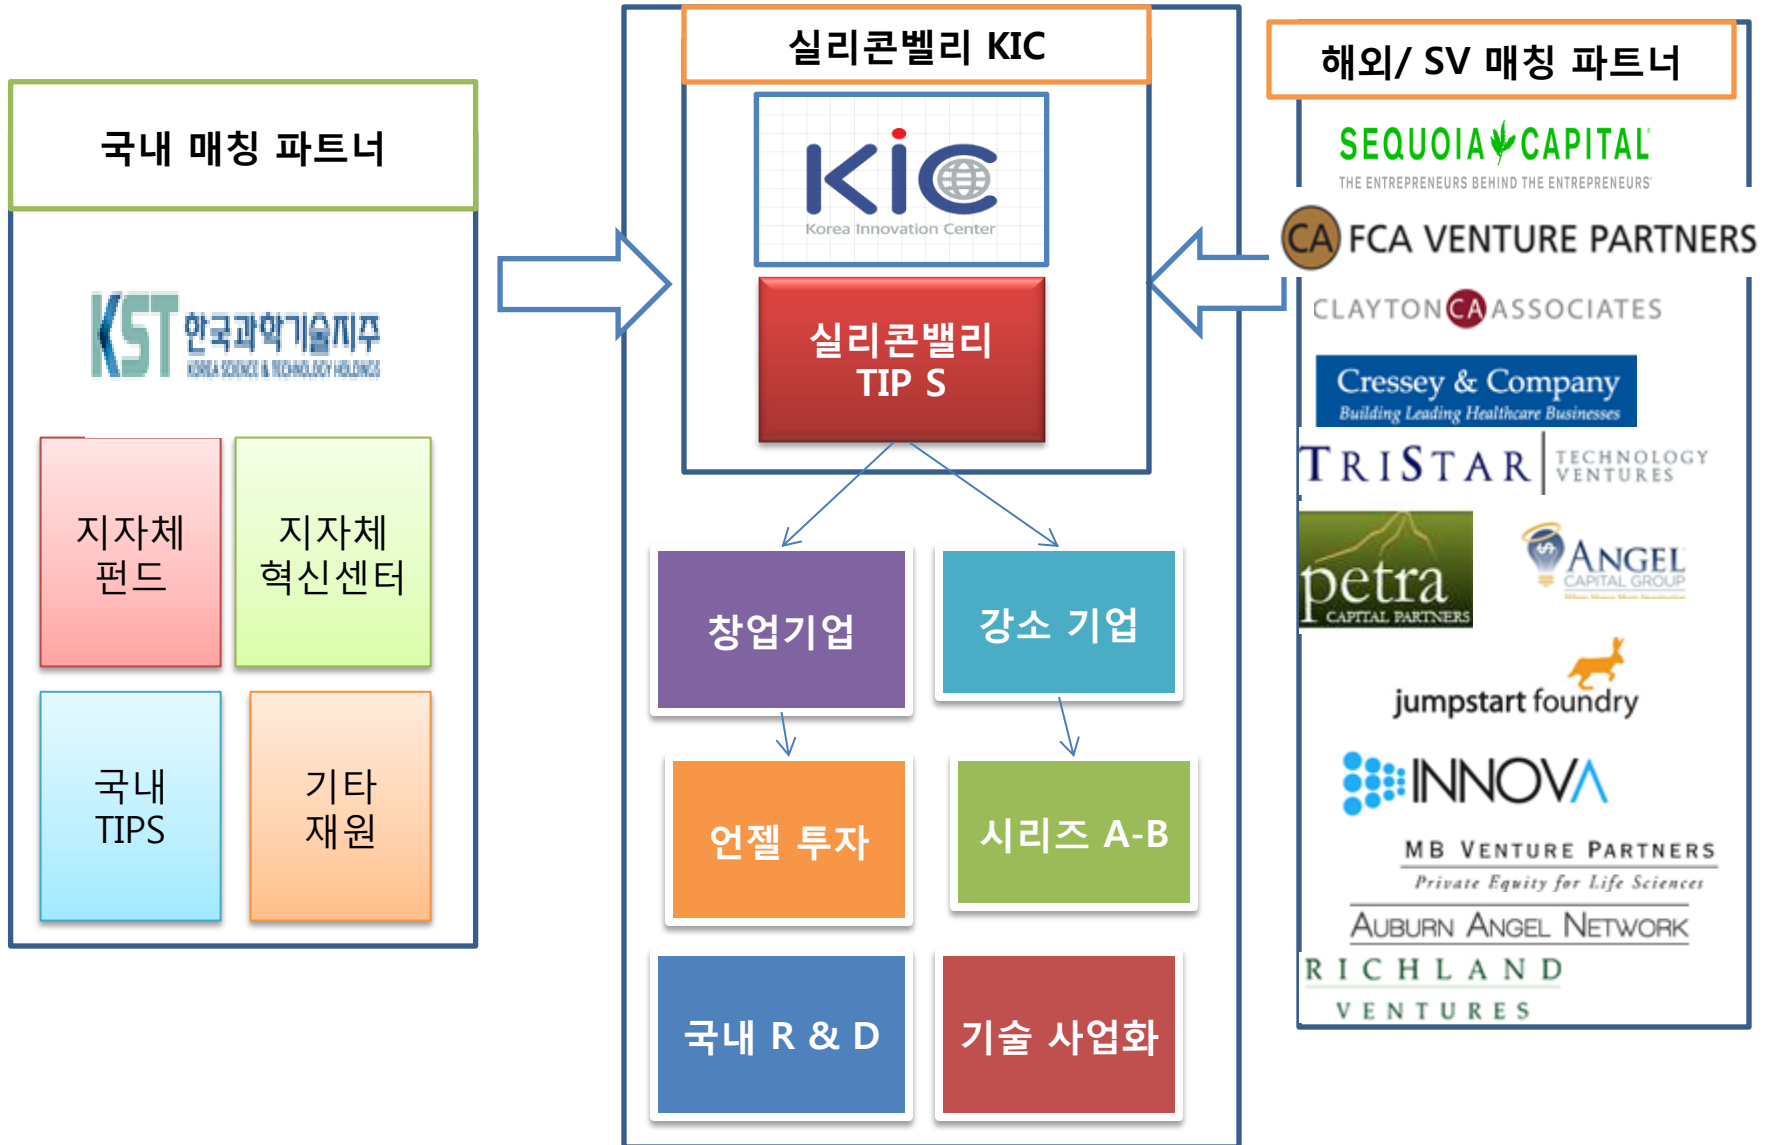 국내 매칭 파트너
KST 한국과학기술지주
KOREA SCIENCE & TECHNOLOGY HOLDINGS
지자체
펀드
지자체
혁신센터
국내
TIPS
기타
재원
실리콘벨리 KIC
KiC
Korea Innovation Center
실리콘밸리
TIP S
창업기업
강소 기업
언젤 투자
시리즈 A-B
국내 R & D
기술 사업화
해외/ SV 매칭 파트너
SEQUOIA CAPITAL
THE ENTREPRENEURS BEHIND THE ENTREPRENEURS
CA FCA VENTURE PARTNERS
CLAYTON CA ASSOCIATES
Cressey & Company
Building Leading Healthcare Businesses
TRISTAR TECHNOLOGY
VENTURES
petra
CAPITAL PARTNERS
ANGEL
CAPITAL GROUP
jumpstart foundry
INNOVA
MB VENTURE PARTNERS
Private Equity for Life Sciences
AUBURN ANGEL NETWORK
RICHLAND
VENTURES